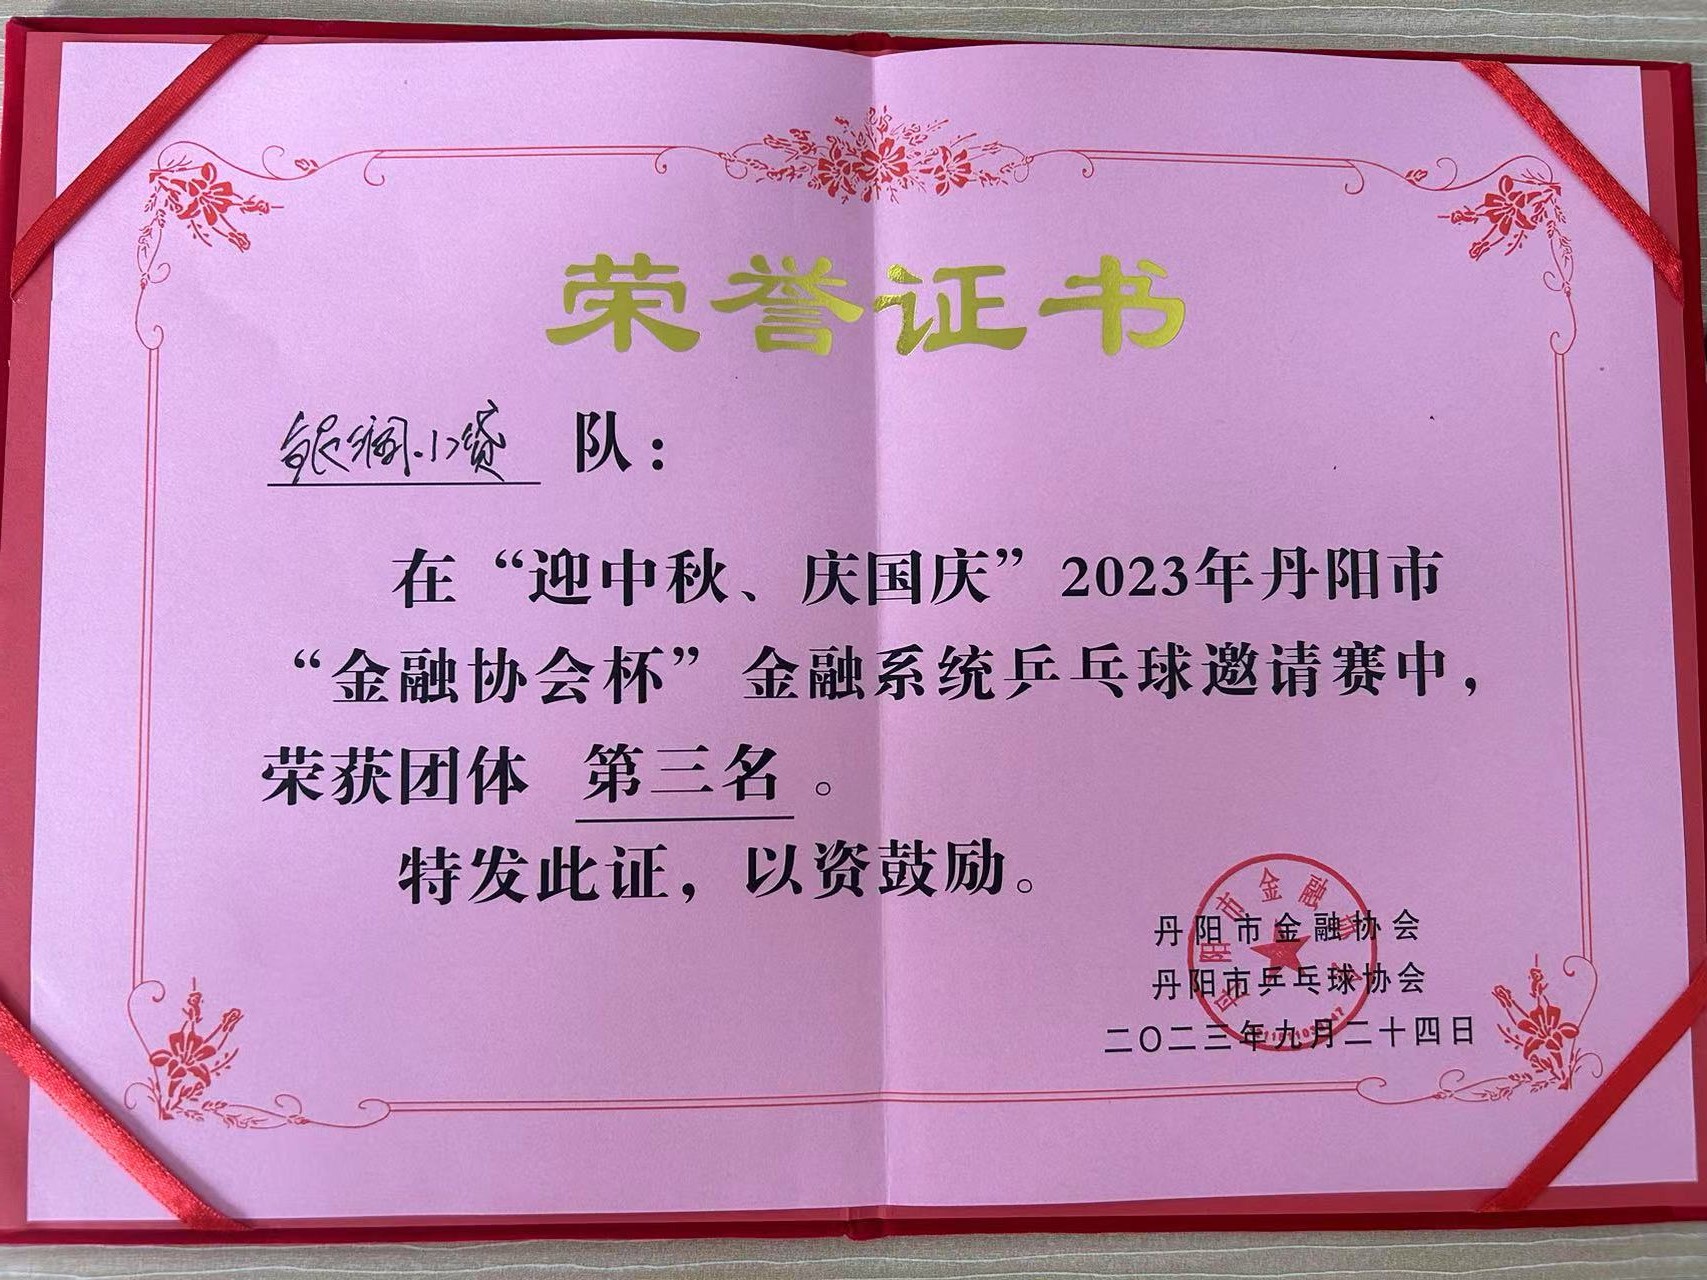 荣誉证书
银润小贷 队：
在“迎中秋、庆国庆”2023年丹阳市
“金融协会杯”金融系统乒乓球邀请赛中，
荣获团体 第三名 。
特发此证，以资鼓励。
丹阳市金融协会
丹阳市乒乓球协会
二〇二三年九月二十四日